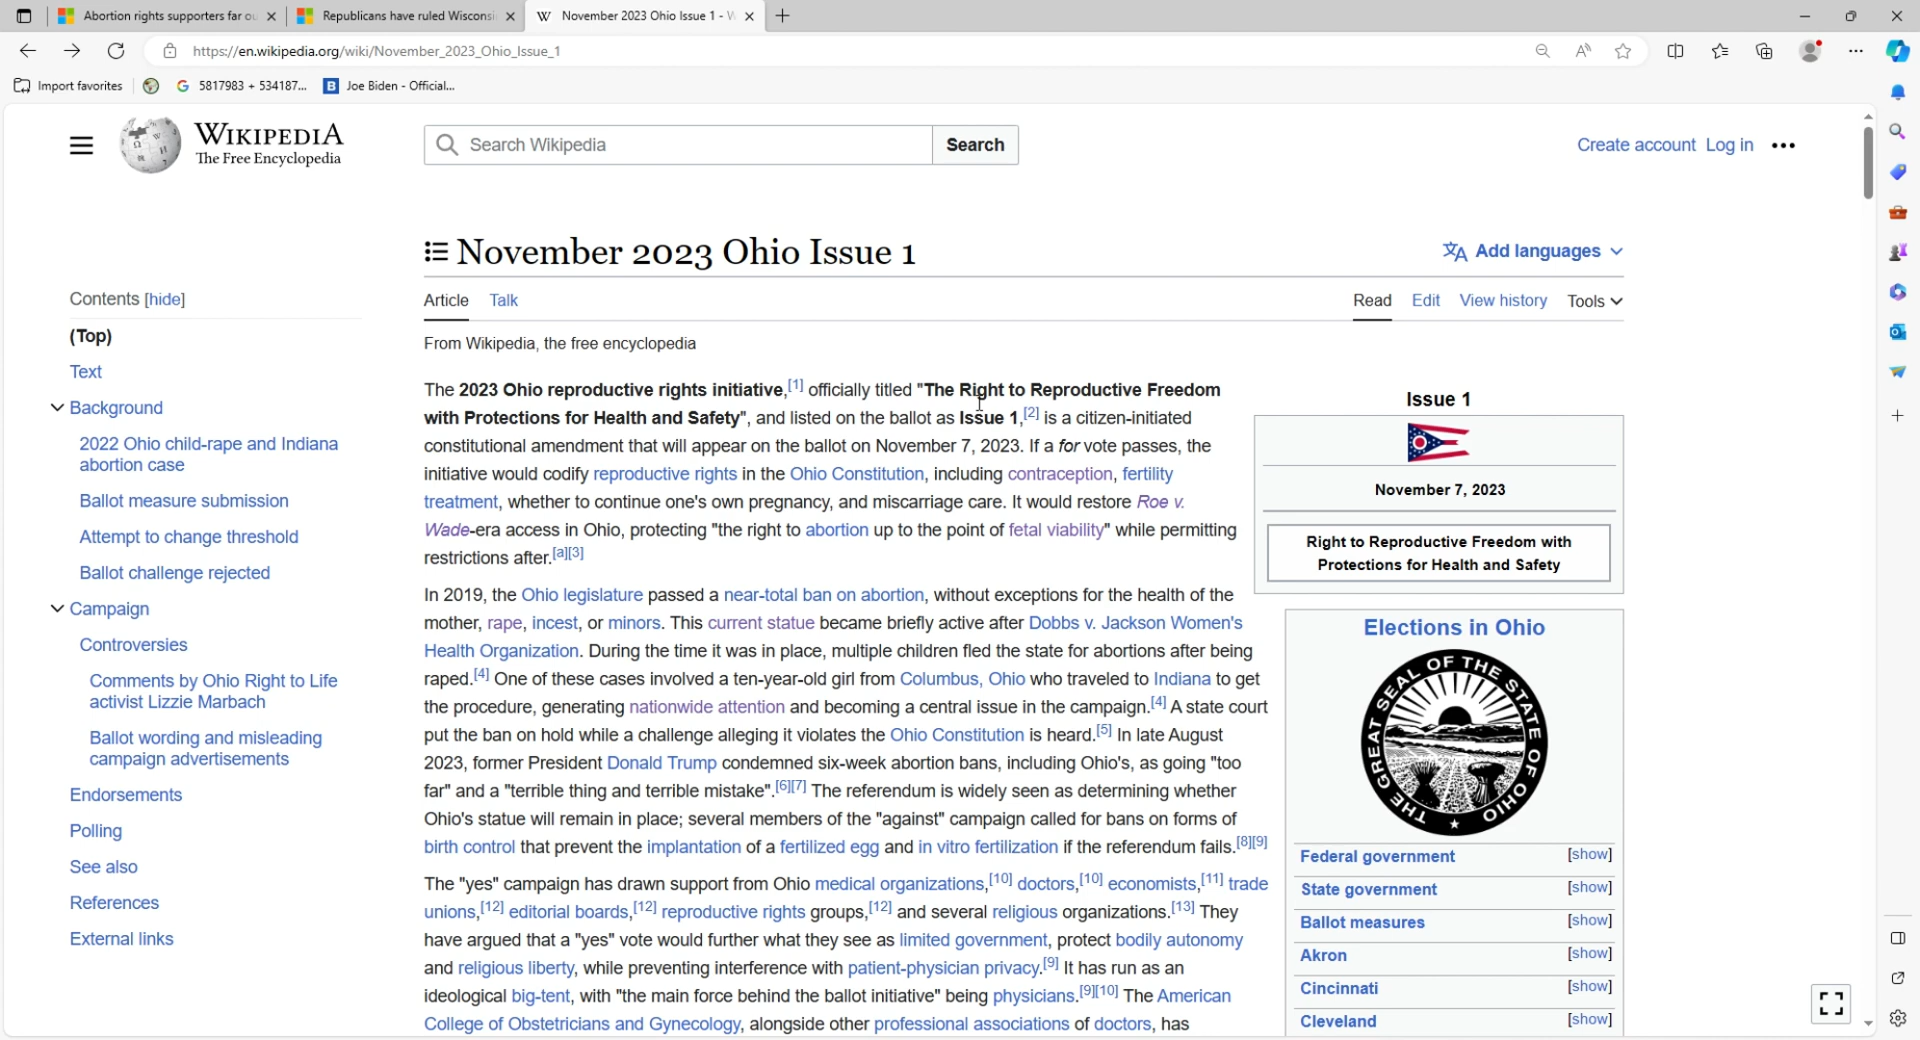 Abortion rights supporters far ou
Republicans have ruled Wisconsi
November 2023 Ohio Issue 1 - W
https://en.wikipedia.org/wiki/November_2023_Ohio_Issue_1
Import favorites
5817983 + 534187...
Joe Biden - Official...
WIKIPEDIA
The Free Encyclopedia
Search Wikipedia
Search
Create account Log in
November 2023 Ohio Issue 1
Add languages
Contents [hide]
(Top)
Text
Background
2022 Ohio child-rape and Indiana
abortion case
Ballot measure submission
Attempt to change threshold
Ballot challenge rejected
Campaign
Controversies
Comments by Ohio Right to Life
activist Lizzie Marbach
Ballot wording and misleading
campaign advertisements
Endorsements
Polling
See also
References
External links
Article Talk
Read Edit View history Tools
From Wikipedia, the free encyclopedia
The 2023 Ohio reproductive rights initiative,[1] officially titled "The Right to Reproductive Freedom
with Protections for Health and Safety", and listed on the ballot as Issue 1,[2] is a citizen-initiated
constitutional amendment that will appear on the ballot on November 7, 2023. If a for vote passes, the
initiative would codify reproductive rights in the Ohio Constitution, including contraception, fertility
treatment, whether to continue one's own pregnancy, and miscarriage care. It would restore Roe v.
Wade-era access in Ohio, protecting "the right to abortion up to the point of fetal viability" while permitting
restrictions after.[a][3]
In 2019, the Ohio legislature passed a near-total ban on abortion, without exceptions for the health of the
mother, rape, incest, or minors. This current statue became briefly active after Dobbs v. Jackson Women's
Health Organization. During the time it was in place, multiple children fled the state for abortions after being
raped.[4] One of these cases involved a ten-year-old girl from Columbus, Ohio who traveled to Indiana to get
the procedure, generating nationwide attention and becoming a central issue in the campaign.[4] A state court
put the ban on hold while a challenge alleging it violates the Ohio Constitution is heard.[5] In late August
2023, former President Donald Trump condemned six-week abortion bans, including Ohio's, as going "too
far" and a "terrible thing and terrible mistake".[6][7] The referendum is widely seen as determining whether
Ohio's statue will remain in place; several members of the "against" campaign called for bans on forms of
birth control that prevent the implantation of a fertilized egg and in vitro fertilization if the referendum fails.[8][9]
The "yes" campaign has drawn support from Ohio medical organizations,[10] doctors,[10] economists,[11] trade
unions,[12] editorial boards,[12] reproductive rights groups,[12] and several religious organizations.[13] They
have argued that a "yes" vote would further what they see as limited government, protect bodily autonomy
and religious liberty, while preventing interference with patient-physician privacy.[9] It has run as an
ideological big-tent, with "the main force behind the ballot initiative" being physicians.[9][10] The American
College of Obstetricians and Gynecology, alongside other professional associations of doctors, has
Issue 1
November 7, 2023
Right to Reproductive Freedom with
Protections for Health and Safety
Elections in Ohio
THE GREAT SEAL OF THE STATE OF OHIO
Federal government [show]
State government [show]
Ballot measures [show]
Akron [show]
Cincinnati [show]
Cleveland [show]